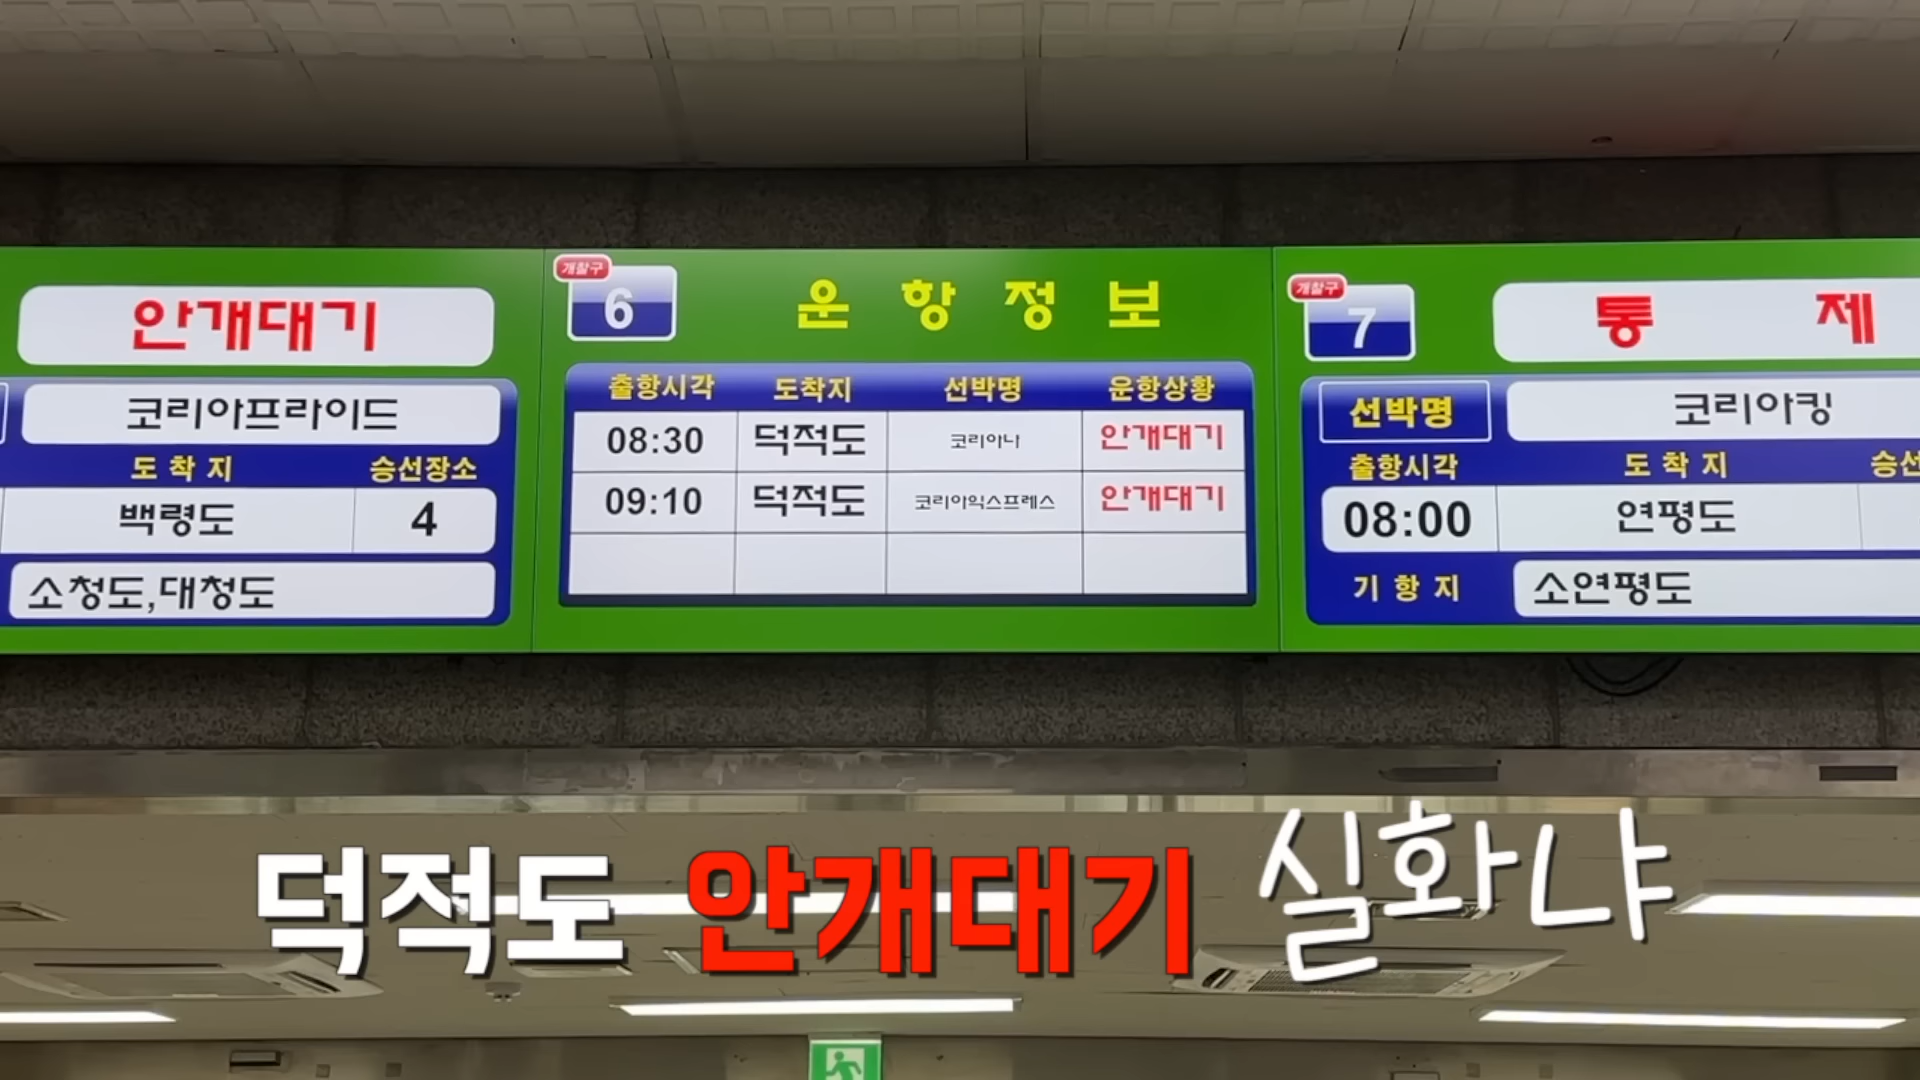 안개대기
코리아프라이드
도착지 승선장소
백령도 4
소청도,대청도
개찰구
6 운항정보
출항시각 도착지 선박명 운항상황
08:30 덕적도 코리아나 안개대기
09:10 덕적도 코리아익스프레스 안개대기
개찰구
7 통제
선박명 코리아킹
출항시각 도착지 승선
08:00 연평도
기항지 소연평도
덕적도 안개대기 실화냐